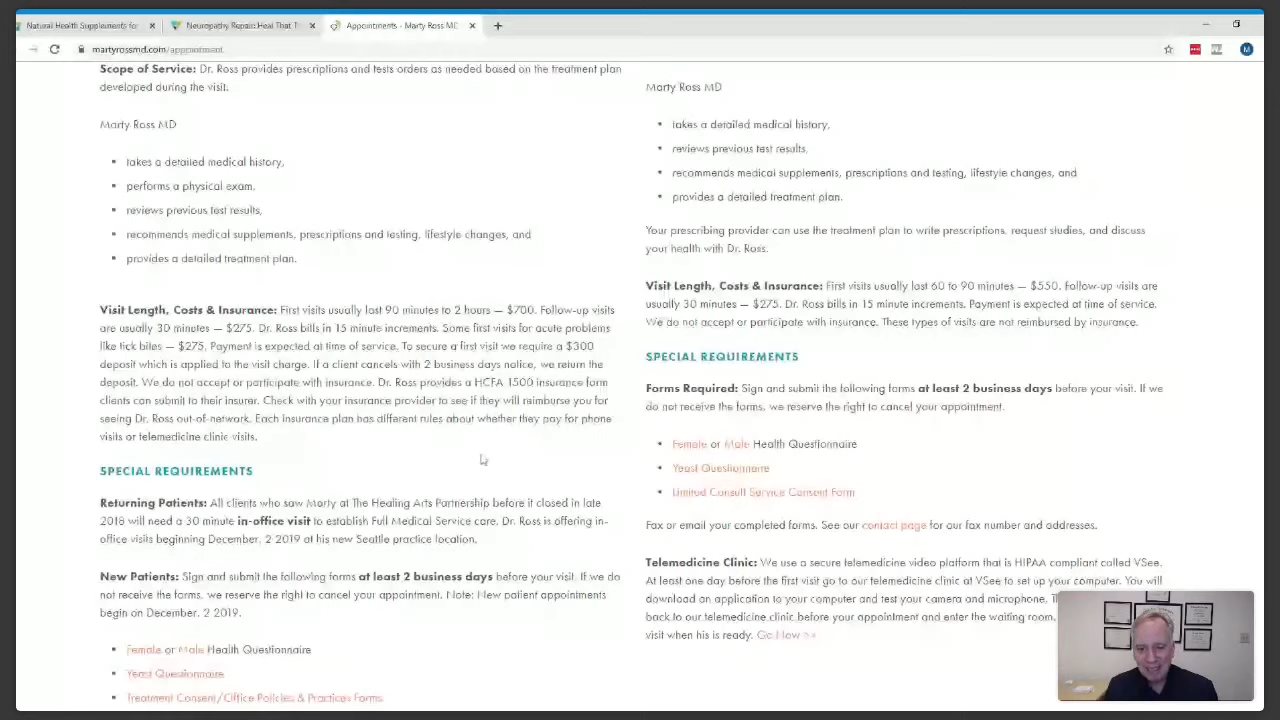 Natural Health Supplements for
Neuropathy Repair: Heal That T
Appointments - Marty Ross MD
martyrossmd.com/appointment
Scope of Service: Dr. Ross provides prescriptions and tests orders as needed based on the treatment plan
developed during the visit.
Marty Ross MD
• takes a detailed medical history,
• performs a physical exam,
• reviews previous test results,
• recommends medical supplements, prescriptions and testing, lifestyle changes, and
• provides a detailed treatment plan.
Visit Length, Costs & Insurance: First visits usually last 90 minutes to 2 hours — $700. Follow-up visits
are usually 30 minutes — $275. Dr. Ross bills in 15 minute increments. Some first visits for acute problems
like tick bites — $275. Payment is expected at time of service. To secure a first visit we require a $300
deposit which is applied to the visit charge. If a client cancels with 2 business days notice, we return the
deposit. We do not accept or participate with insurance. Dr. Ross provides a HCFA 1500 insurance form
clients can submit to their insurer. Check with your insurance provider to see if they will reimburse you for
seeing Dr. Ross out-of-network. Each insurance plan has different rules about whether they pay for phone
visits or telemedicine clinic visits.
SPECIAL REQUIREMENTS
Returning Patients: All clients who saw Marty at The Healing Arts Partnership before it closed in late
2018 will need a 30 minute in-office visit to establish Full Medical Service care. Dr. Ross is offering in-
office visits beginning December, 2 2019 at his new Seattle practice location.
New Patients: Sign and submit the following forms at least 2 business days before your visit. If we do
not receive the forms, we reserve the right to cancel your appointment. Note: New patient appointments
begin on December, 2 2019.
• Female or Male Health Questionnaire
• Yeast Questionnaire
• Treatment Consent/Office Policies & Practices Forms
Marty Ross MD
• takes a detailed medical history,
• reviews previous test results,
• recommends medical supplements, prescriptions and testing, lifestyle changes, and
• provides a detailed treatment plan.
Your prescribing provider can use the treatment plan to write prescriptions, request studies, and discuss
your health with Dr. Ross.
Visit Length, Costs & Insurance: First visits usually last 60 to 90 minutes — $550. Follow-up visits are
usually 30 minutes — $275. Dr. Ross bills in 15 minute increments. Payment is expected at time of service.
We do not accept or participate with insurance. These types of visits are not reimbursed by insurance.
SPECIAL REQUIREMENTS
Forms Required: Sign and submit the following forms at least 2 business days before your visit. If we
do not receive the forms, we reserve the right to cancel your appointment.
• Female or Male Health Questionnaire
• Yeast Questionnaire
• Limited Consult Service Consent Form
Fax or email your completed forms. See our contact page for our fax number and addresses.
Telemedicine Clinic: We use a secure telemedicine video platform that is HIPAA compliant called VSee.
At least one day before the first visit go to our telemedicine clinic at VSee to set up your computer. You will
download an application to your computer and test your camera and microphone.
back to our telemedicine clinic before your appointment and enter the waiting room.
visit when his is ready. Go Now >>
M